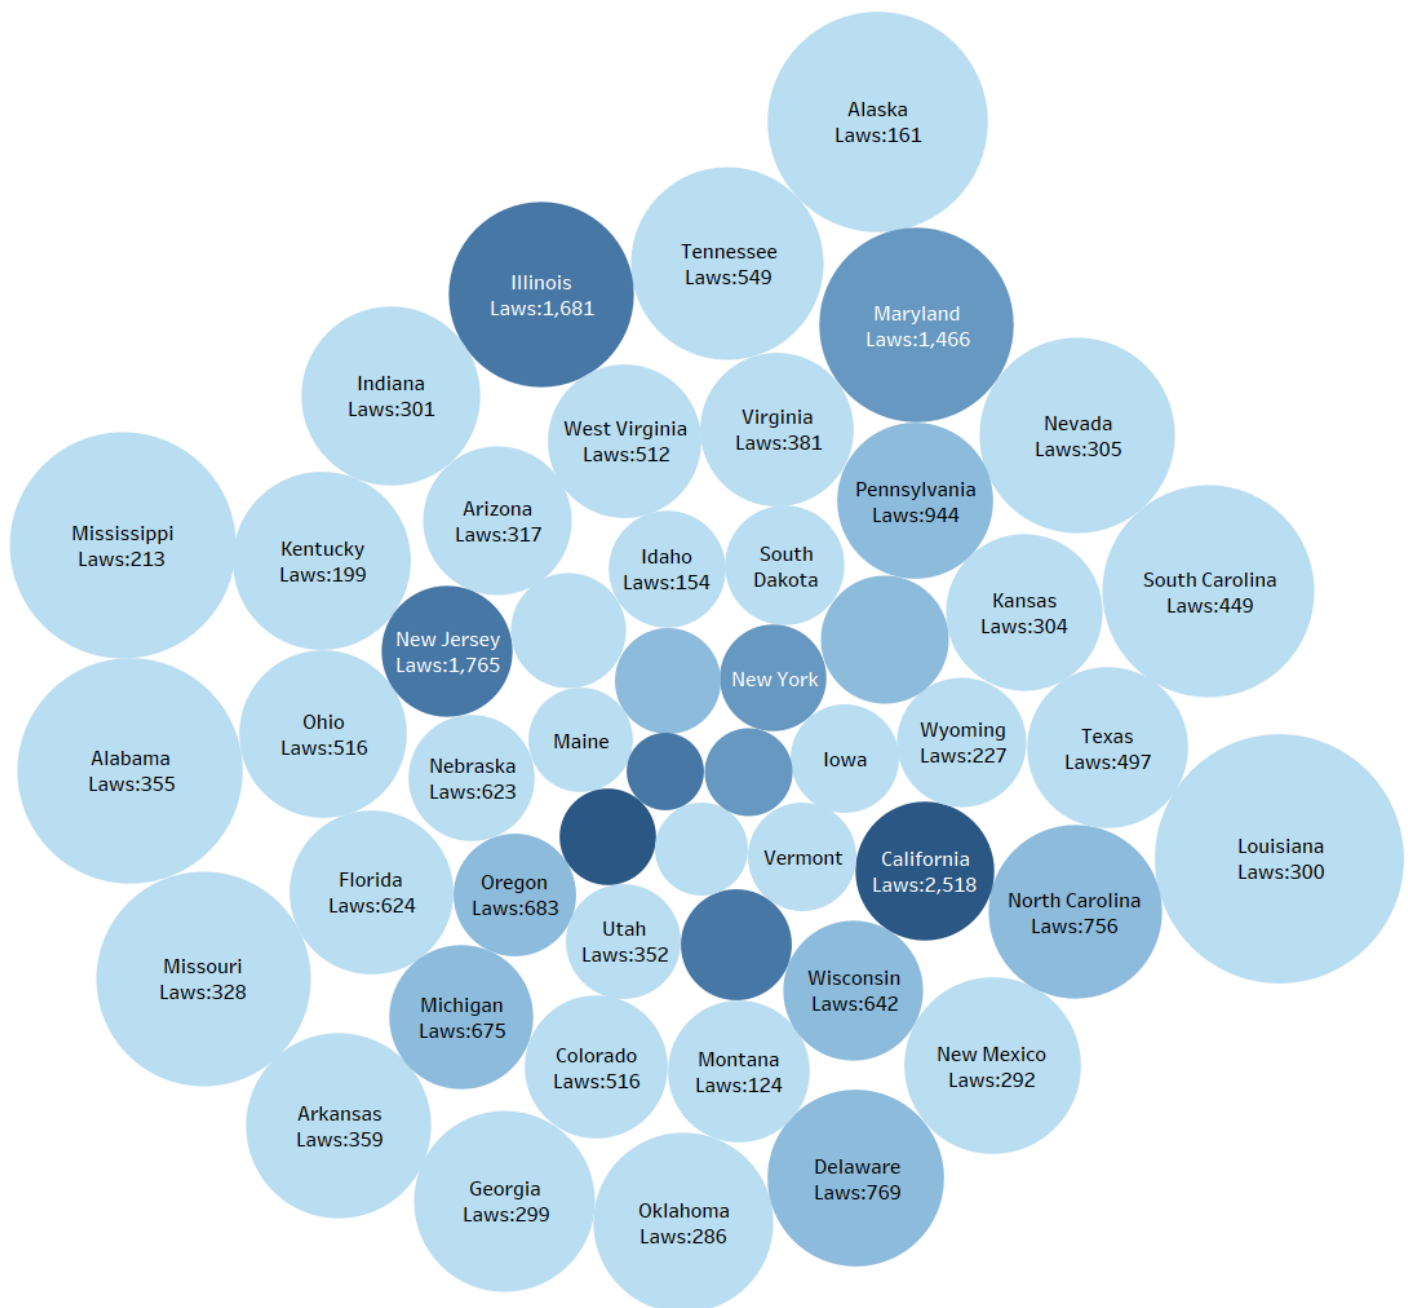 Alaska
Laws:161
Tennessee
Laws:549
Illinois
Laws:1,681
Maryland
Laws:1,466
Indiana
Laws:301
West Virginia
Laws:512
Virginia
Laws:381
Nevada
Laws:305
Pennsylvania
Laws:944
Arizona
Laws:317
Mississippi
Laws:213
Kentucky
Laws:199
Idaho
Laws:154
South
Dakota
Kansas
Laws:304
South Carolina
Laws:449
New Jersey
Laws:1,765
New York
Ohio
Laws:516
Maine
Wyoming
Laws:227
Texas
Laws:497
Alabama
Laws:355
Nebraska
Laws:623
Iowa
Louisiana
Laws:300
Vermont
California
Laws:2,518
Florida
Laws:624
Oregon
Laws:683
North Carolina
Laws:756
Utah
Laws:352
Missouri
Laws:328
Wisconsin
Laws:642
Michigan
Laws:675
Colorado
Laws:516
Montana
Laws:124
New Mexico
Laws:292
Arkansas
Laws:359
Delaware
Laws:769
Georgia
Laws:299
Oklahoma
Laws:286